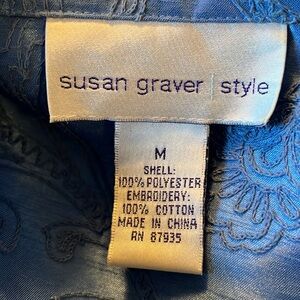 susan graver | style
M
SHELL:
100% POLYESTER
EMBROIDERY:
100% COTTON
MADE IN CHINA
RN 87935